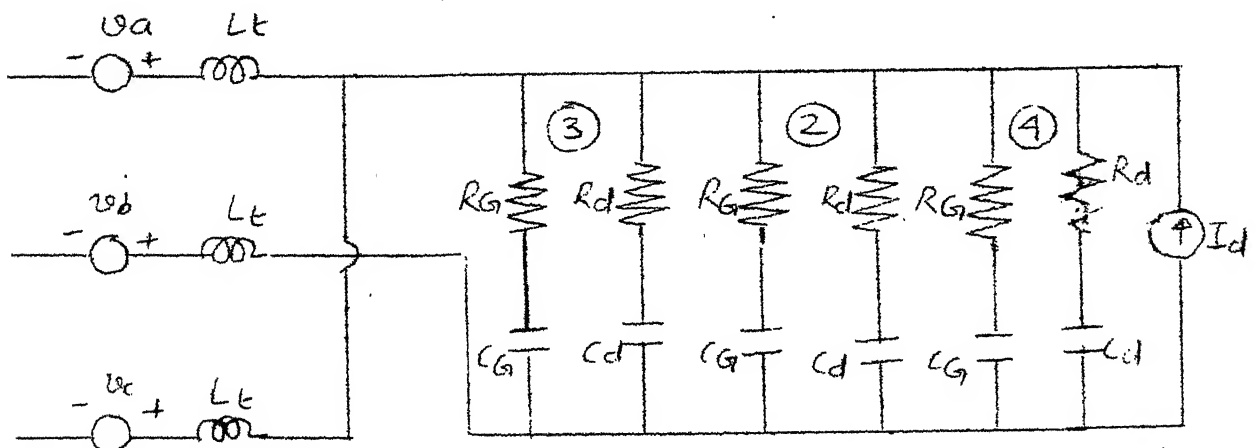 va Lt
- +
③ ② ④
RG Rd RG Rd RG Rd
vb Lt
- +
Id
CG Cd CG Cd CG Cd
vc Lt
- +